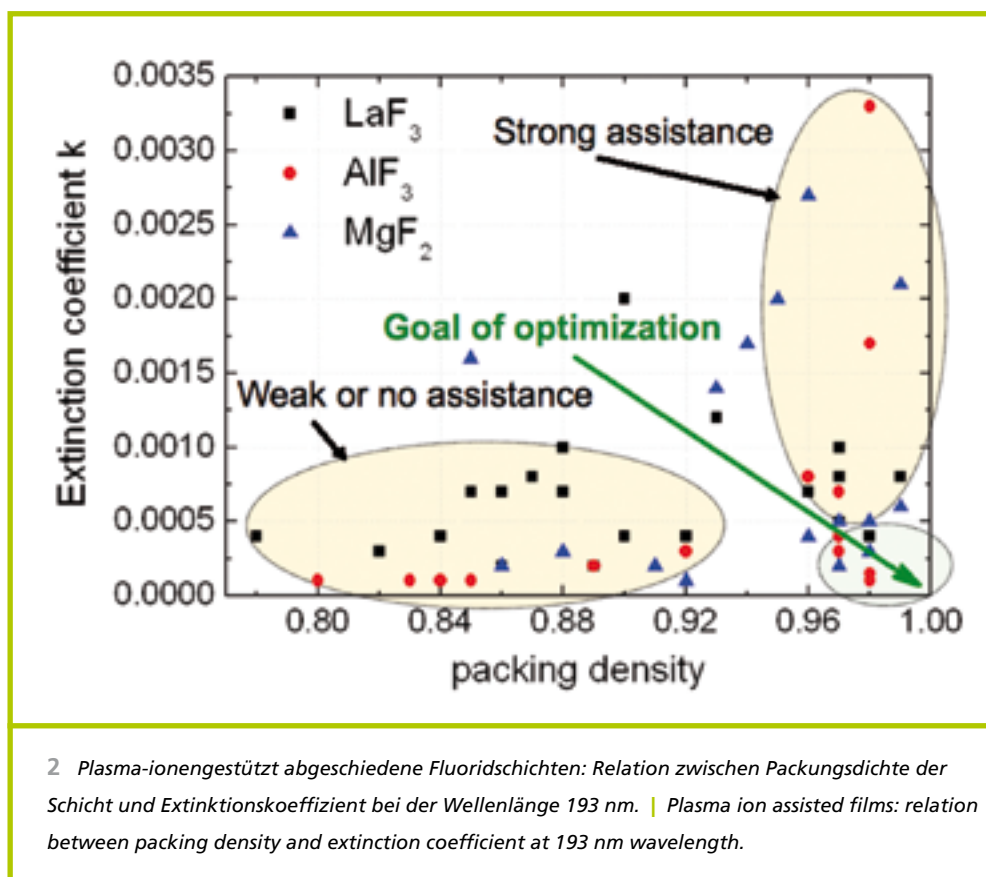 0.0035
0.0030
0.0025
0.0020
0.0015
0.0010
0.0005
0.0000
Extinction coefficient k
LaF₃
AlF₃
MgF₂
Strong assistance
Goal of optimization
Weak or no assistance
0.80 0.84 0.88 0.92 0.96 1.00
packing density
2 Plasma-ionengestützt abgeschiedene Fluoridschichten: Relation zwischen Packungsdichte der
Schicht und Extinktionskoeffizient bei der Wellenlänge 193 nm. | Plasma ion assisted films: relation
between packing density and extinction coefficient at 193 nm wavelength.